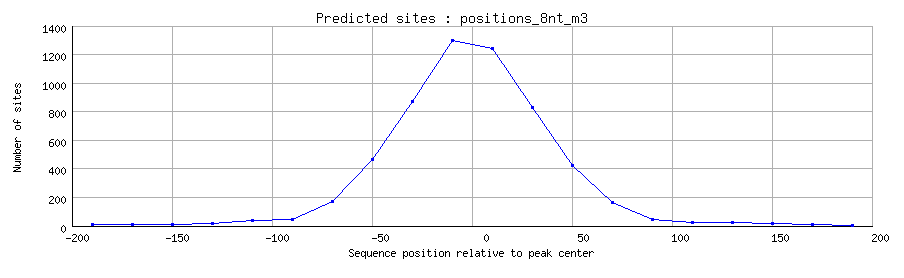 Predicted sites : positions_8nt_m3
1400
1200
1000
800
600
400
200
0
Number of sites
-200 -150 -100 -50 0 50 100 150 200
Sequence position relative to peak center